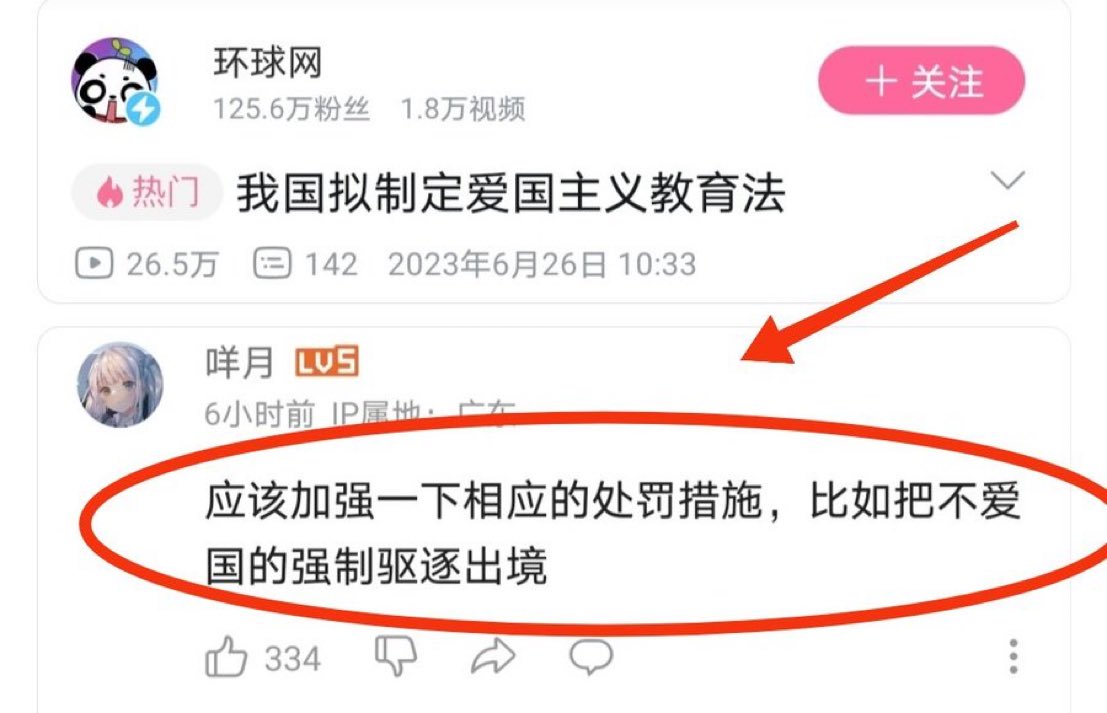 环球网
125.6万粉丝 1.8万视频
+ 关注
热门 我国拟制定爱国主义教育法
26.5万 142 2023年6月26日 10:33
咩月 LV5
6小时前 IP属地：广东
应该加强一下相应的处罚措施，比如把不爱
国的强制驱逐出境
334